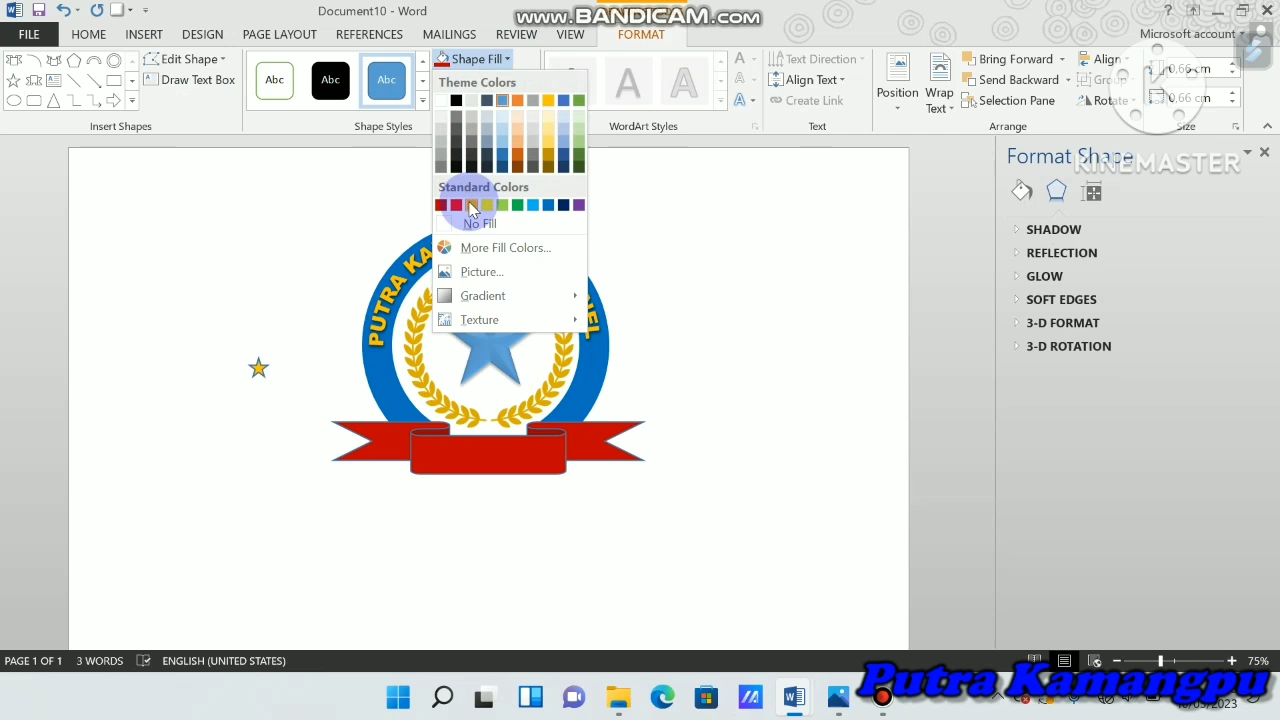 Document10 - Word
www.BANDICAM.com
FILE HOME INSERT DESIGN PAGE LAYOUT REFERENCES MAILINGS REVIEW VIEW FORMAT Microsoft account
Edit Shape Shape Fill Text Direction Bring Forward Align 0,66 cm
Abc Abc Abc
Draw Text Box Align Text Position Wrap Text Send Backward Group 0,66 cm
Create Link Selection Pane Rotate
Insert Shapes Shape Styles WordArt Styles Text Arrange Size
Theme Colors
Standard Colors
No Fill
More Fill Colors...
Picture...
Gradient
Texture
Format Shape
KINEMASTER
SHADOW
REFLECTION
GLOW
SOFT EDGES
3-D FORMAT
3-D ROTATION
PUTRA
PAGE 1 OF 1 3 WORDS ENGLISH (UNITED STATES) 75%
Putra Kamangpu